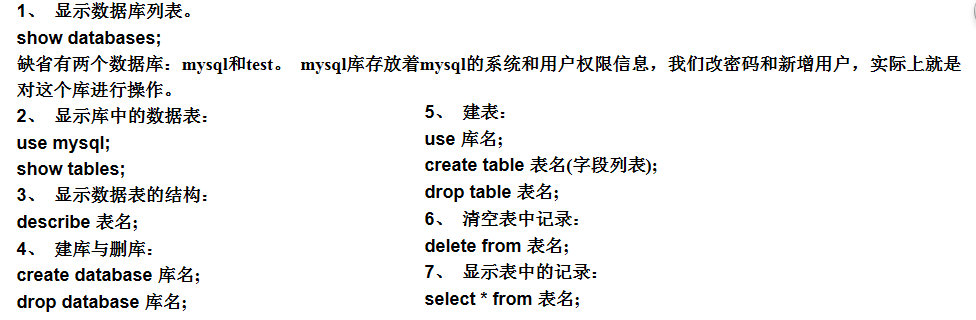 1、 显示数据库列表。
show databases;
缺省有两个数据库：mysql和test。 mysql库存放着mysql的系统和用户权限信息，我们改密码和新增用户，实际上就是
对这个库进行操作。
2、 显示库中的数据表：
use mysql;
show tables;
3、 显示数据表的结构：
describe 表名;
4、 建库与删库：
create database 库名;
drop database 库名;
5、 建表：
use 库名;
create table 表名(字段列表);
drop table 表名;
6、 清空表中记录：
delete from 表名;
7、 显示表中的记录：
select * from 表名;